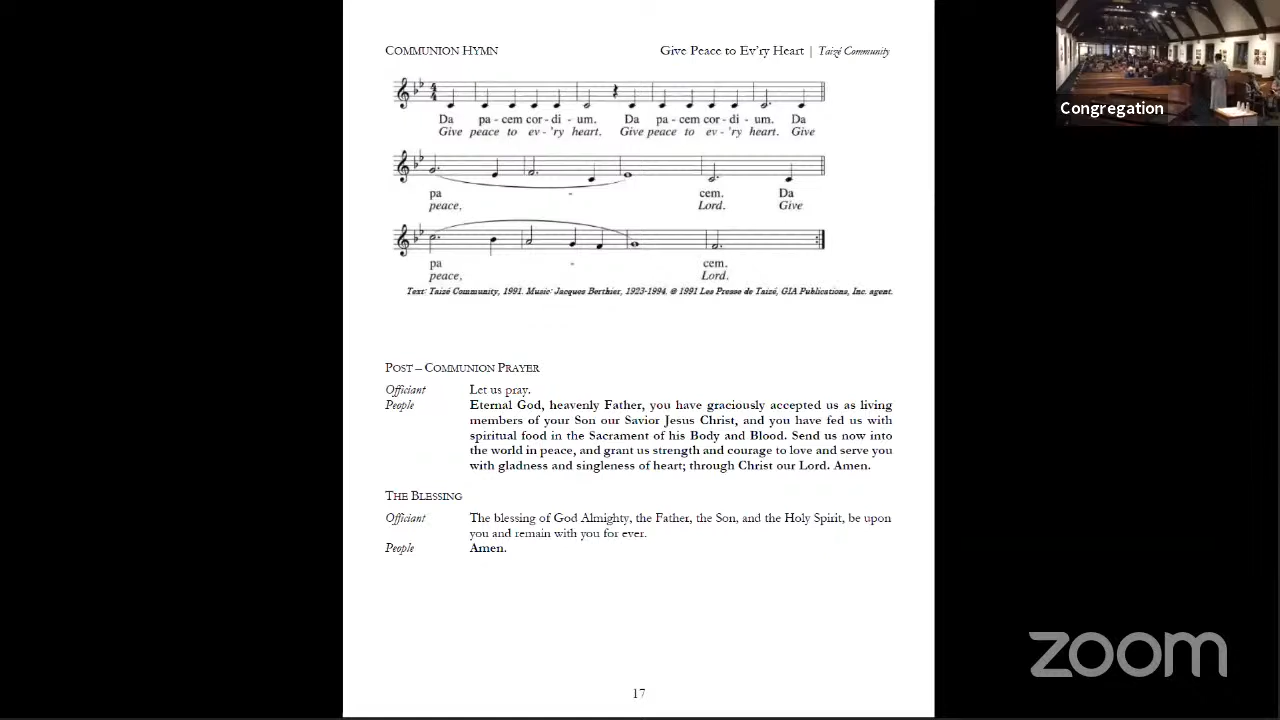 COMMUNION HYMN Give Peace to Ev'ry Heart | Taizé Community
Da pa - cem cor - di - um. Da pa - cem cor - di - um. Da
Give peace to ev - 'ry heart. Give peace to ev - 'ry heart. Give
pa - cem. Da
peace, Lord. Give
pa - cem.
peace, Lord.
Text: Taizé Community, 1991. Music: Jacques Berthier, 1923-1994. © 1991 Les Presse de Taizé, GIA Publications, Inc. agent.
POST – COMMUNION PRAYER
Officiant Let us pray.
People Eternal God, heavenly Father, you have graciously accepted us as living
members of your Son our Savior Jesus Christ, and you have fed us with
spiritual food in the Sacrament of his Body and Blood. Send us now into
the world in peace, and grant us strength and courage to love and serve you
with gladness and singleness of heart; through Christ our Lord. Amen.
THE BLESSING
Officiant The blessing of God Almighty, the Father, the Son, and the Holy Spirit, be upon
you and remain with you for ever.
People Amen.
17
Congregation
zoom